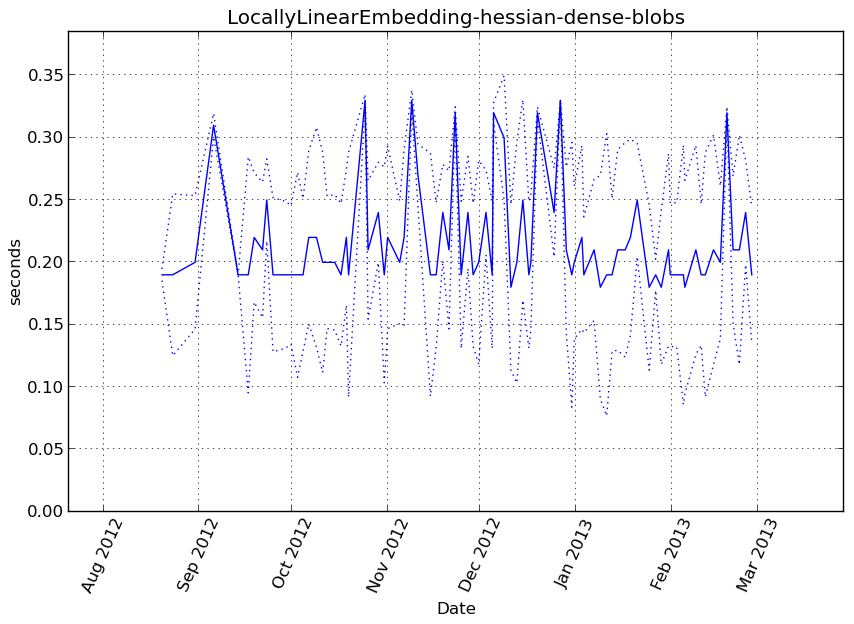 LocallyLinearEmbedding-hessian-dense-blobs
0.35
0.30
0.25
0.20
0.15
0.10
0.05
0.00
seconds
Aug 2012
Sep 2012
Oct 2012
Nov 2012
Dec 2012
Jan 2013
Feb 2013
Mar 2013
Date